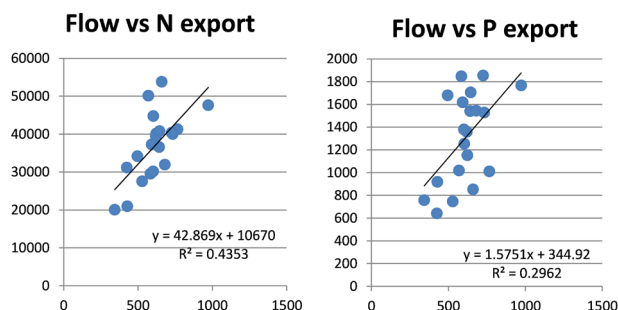 Flow vs N export
60000
50000
40000
30000
20000
10000
0
y = 42.869x + 10670
R² = 0.4353
0 500 1000 1500
Flow vs P export
2000
1800
1600
1400
1200
1000
800
600
400
200
0
y = 1.5751x + 344.92
R² = 0.2962
0 500 1000 1500